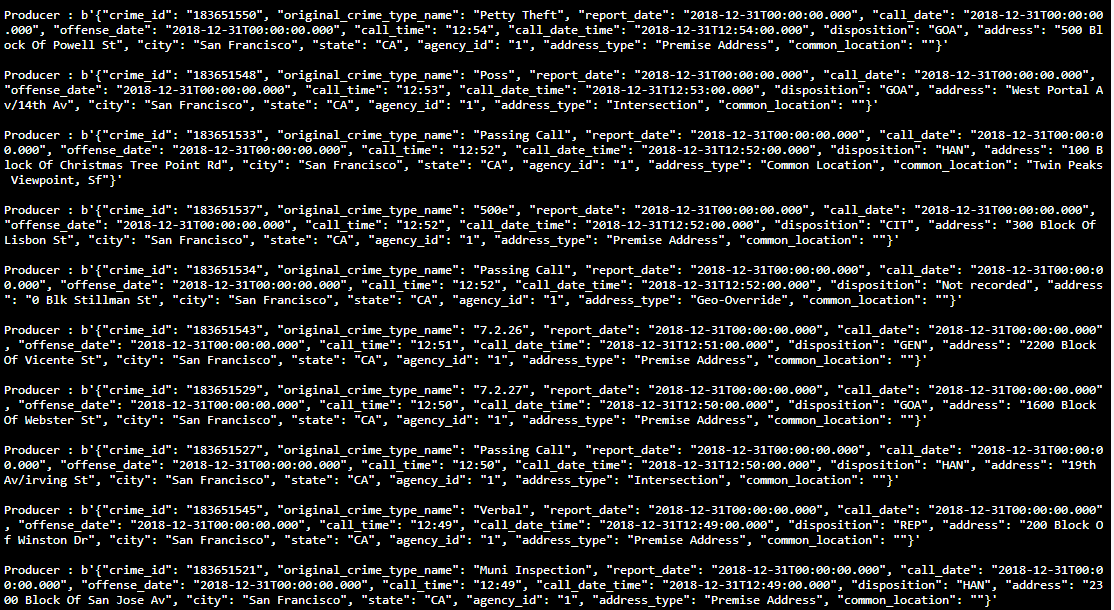 Producer : b'{"crime_id": "183651550", "original_crime_type_name": "Petty Theft", "report_date": "2018-12-31T00:00:00.000", "call_date": "2018-12-31T00:00:00
.000", "offense_date": "2018-12-31T00:00:00.000", "call_time": "12:54", "call_date_time": "2018-12-31T12:54:00.000", "disposition": "GOA", "address": "500 Bl
ock Of Powell St", "city": "San Francisco", "state": "CA", "agency_id": "1", "address_type": "Premise Address", "common_location": ""}'
Producer : b'{"crime_id": "183651548", "original_crime_type_name": "Poss", "report_date": "2018-12-31T00:00:00.000", "call_date": "2018-12-31T00:00:00.000",
"offense_date": "2018-12-31T00:00:00.000", "call_time": "12:53", "call_date_time": "2018-12-31T12:53:00.000", "disposition": "GOA", "address": "West Portal A
v/14th Av", "city": "San Francisco", "state": "CA", "agency_id": "1", "address_type": "Intersection", "common_location": ""}'
Producer : b'{"crime_id": "183651533", "original_crime_type_name": "Passing Call", "report_date": "2018-12-31T00:00:00.000", "call_date": "2018-12-31T00:00:0
0.000", "offense_date": "2018-12-31T00:00:00.000", "call_time": "12:52", "call_date_time": "2018-12-31T12:52:00.000", "disposition": "HAN", "address": "100 B
lock Of Christmas Tree Point Rd", "city": "San Francisco", "state": "CA", "agency_id": "1", "address_type": "Common Location", "common_location": "Twin Peaks
Viewpoint, Sf"}'
Producer : b'{"crime_id": "183651537", "original_crime_type_name": "500e", "report_date": "2018-12-31T00:00:00.000", "call_date": "2018-12-31T00:00:00.000",
"offense_date": "2018-12-31T00:00:00.000", "call_time": "12:52", "call_date_time": "2018-12-31T12:52:00.000", "disposition": "CIT", "address": "300 Block Of
Lisbon St", "city": "San Francisco", "state": "CA", "agency_id": "1", "address_type": "Premise Address", "common_location": ""}'
Producer : b'{"crime_id": "183651534", "original_crime_type_name": "Passing Call", "report_date": "2018-12-31T00:00:00.000", "call_date": "2018-12-31T00:00:0
0.000", "offense_date": "2018-12-31T00:00:00.000", "call_time": "12:52", "call_date_time": "2018-12-31T12:52:00.000", "disposition": "Not recorded", "address
": "0 Blk Stillman St", "city": "San Francisco", "state": "CA", "agency_id": "1", "address_type": "Geo-Override", "common_location": ""}'
Producer : b'{"crime_id": "183651543", "original_crime_type_name": "7.2.26", "report_date": "2018-12-31T00:00:00.000", "call_date": "2018-12-31T00:00:00.000"
, "offense_date": "2018-12-31T00:00:00.000", "call_time": "12:51", "call_date_time": "2018-12-31T12:51:00.000", "disposition": "GEN", "address": "2200 Block
Of Vicente St", "city": "San Francisco", "state": "CA", "agency_id": "1", "address_type": "Premise Address", "common_location": ""}'
Producer : b'{"crime_id": "183651529", "original_crime_type_name": "7.2.27", "report_date": "2018-12-31T00:00:00.000", "call_date": "2018-12-31T00:00:00.000"
, "offense_date": "2018-12-31T00:00:00.000", "call_time": "12:50", "call_date_time": "2018-12-31T12:50:00.000", "disposition": "GOA", "address": "1600 Block
Of Webster St", "city": "San Francisco", "state": "CA", "agency_id": "1", "address_type": "Premise Address", "common_location": ""}'
Producer : b'{"crime_id": "183651527", "original_crime_type_name": "Passing Call", "report_date": "2018-12-31T00:00:00.000", "call_date": "2018-12-31T00:00:0
0.000", "offense_date": "2018-12-31T00:00:00.000", "call_time": "12:50", "call_date_time": "2018-12-31T12:50:00.000", "disposition": "HAN", "address": "19th
Av/irving St", "city": "San Francisco", "state": "CA", "agency_id": "1", "address_type": "Intersection", "common_location": ""}'
Producer : b'{"crime_id": "183651545", "original_crime_type_name": "Verbal", "report_date": "2018-12-31T00:00:00.000", "call_date": "2018-12-31T00:00:00.000"
, "offense_date": "2018-12-31T00:00:00.000", "call_time": "12:49", "call_date_time": "2018-12-31T12:49:00.000", "disposition": "REP", "address": "200 Block O
f Winston Dr", "city": "San Francisco", "state": "CA", "agency_id": "1", "address_type": "Premise Address", "common_location": ""}'
Producer : b'{"crime_id": "183651521", "original_crime_type_name": "Muni Inspection", "report_date": "2018-12-31T00:00:00.000", "call_date": "2018-12-31T00:0
0:00.000", "offense_date": "2018-12-31T00:00:00.000", "call_time": "12:49", "call_date_time": "2018-12-31T12:49:00.000", "disposition": "HAN", "address": "23
00 Block Of San Jose Av", "city": "San Francisco", "state": "CA", "agency_id": "1", "address_type": "Premise Address", "common_location": ""}'